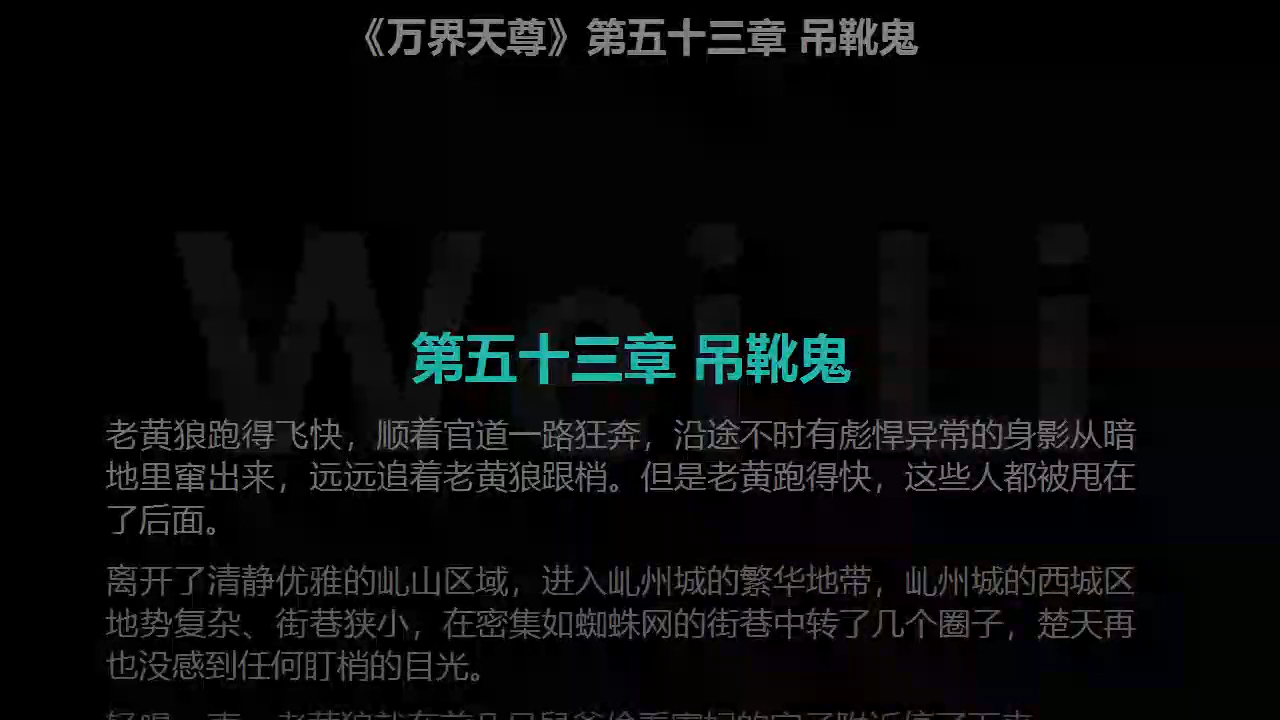 《万界天尊》第五十三章 吊靴鬼
Wei Li
第五十三章 吊靴鬼
老黄狼跑得飞快，顺着官道一路狂奔，沿途不时有彪悍异常的身影从暗
地里窜出来，远远追着老黄狼跟梢。但是老黄跑得快，这些人都被甩在
了后面。
离开了清静优雅的乢山区域，进入乢州城的繁华地带，乢州城的西城区
地势复杂、街巷狭小，在密集如蜘蛛网的街巷中转了几个圈子，楚天再
也没感到任何盯梢的目光。